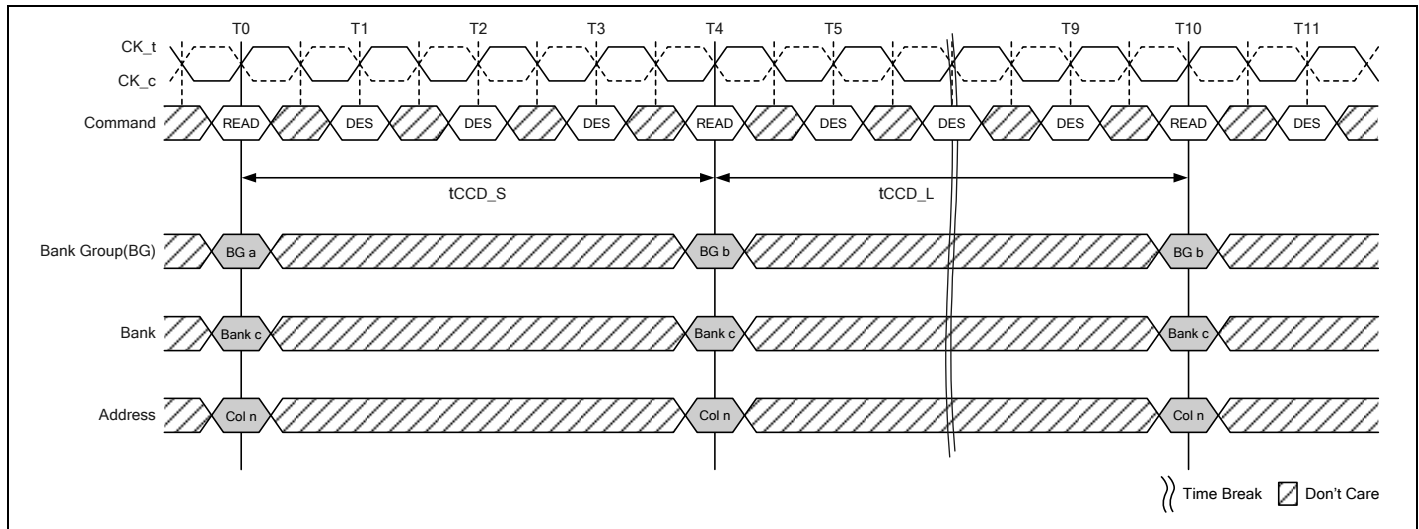 T0 T1 T2 T3 T4 T5 T9 T10 T11
CK_t
CK_c
Command READ DES DES DES READ DES DES DES READ DES
tCCD_S tCCD_L
Bank Group(BG) BG a BG b BG b
Bank Bank c Bank c Bank c
Address Col n Col n Col n
Time Break Don't Care